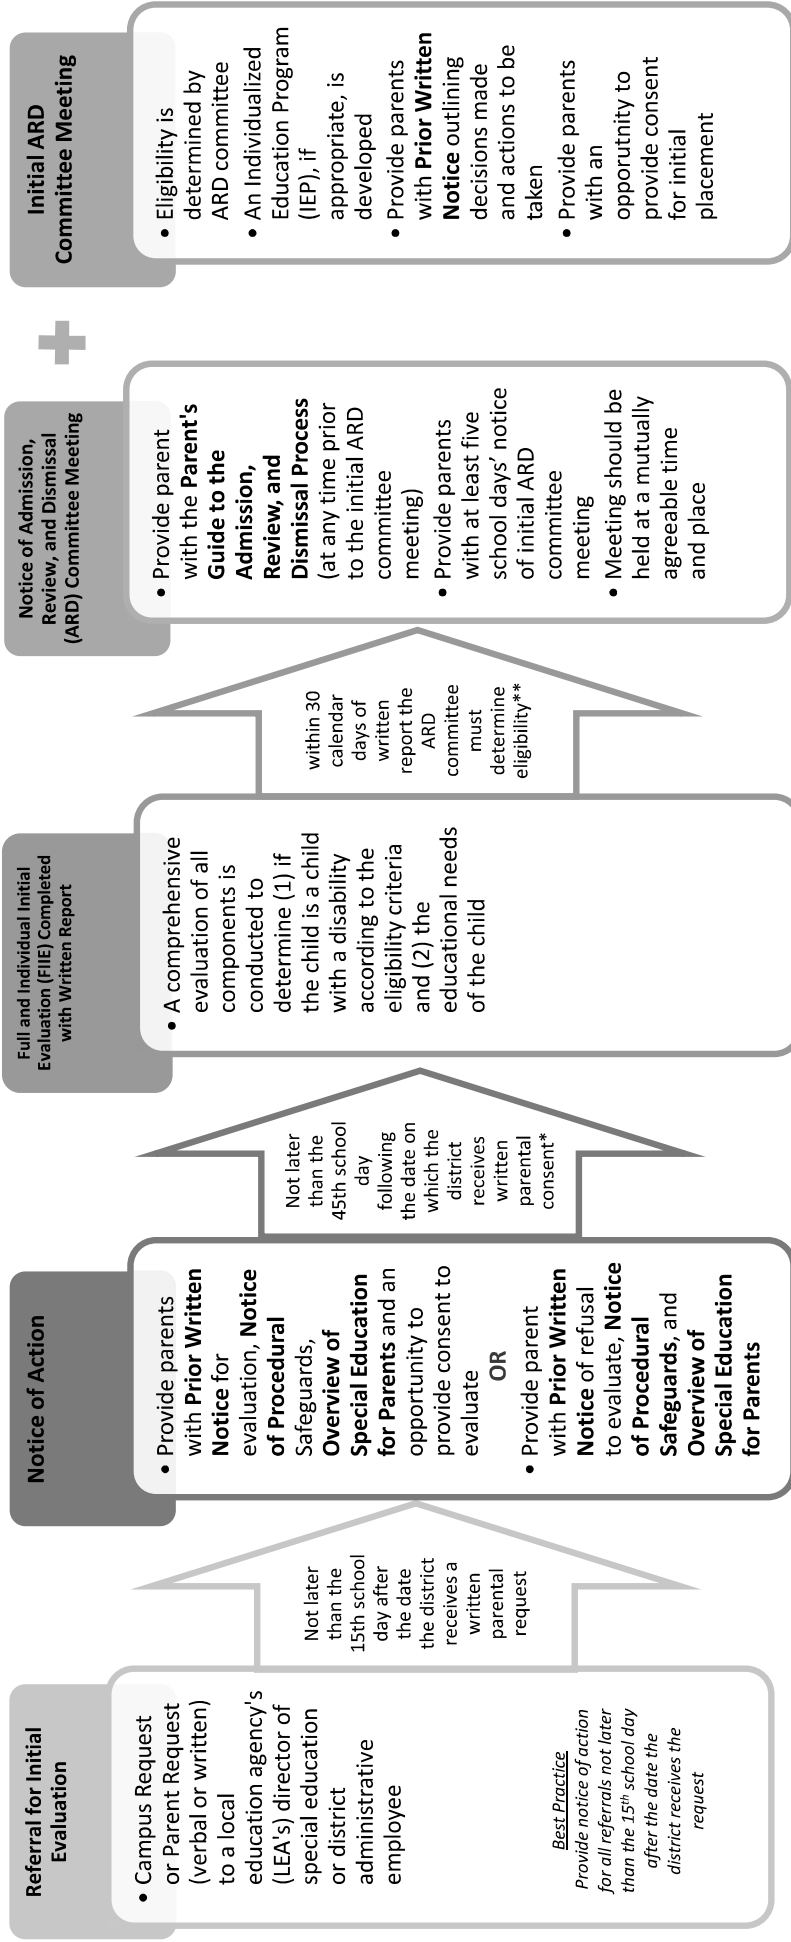 Referral for Initial
Evaluation
• Campus Request
or Parent Request
(verbal or written)
to a local
education agency's
(LEA's) director of
special education
or district
administrative
employee
Best Practice
Provide notice of action
for all referrals not later
than the 15th school day
after the date the
district receives the
request
Not later
than the
15th school
day after
the date
the district
receives a
written
parental
request
Notice of Action
• Provide parents
with Prior Written
Notice for
evaluation, Notice
of Procedural
Safeguards,
Overview of
Special Education
for Parents and an
opportunity to
provide consent to
evaluate
OR
• Provide parent
with Prior Written
Notice of refusal
to evaluate, Notice
of Procedural
Safeguards, and
Overview of
Special Education
for Parents
Not later
than the
45th school
day
following
the date on
which the
district
receives
written
parental
consent*
Full and Individual Initial
Evaluation (FIIE) Completed
with Written Report
• A comprehensive
evaluation of all
components is
conducted to
determine (1) if
the child is a child
with a disability
according to the
eligibility criteria
and (2) the
educational needs
of the child
within 30
calendar
days of
written
report the
ARD
committee
must
determine
eligibility**
Notice of Admission,
Review, and Dismissal
(ARD) Committee Meeting
• Provide parent
with the Parent's
Guide to the
Admission,
Review, and
Dismissal Process
(at any time prior
to the initial ARD
committee
meeting)
• Provide parents
with at least five
school days' notice
of initial ARD
committee
meeting
• Meeting should be
held at a mutually
agreeable time
and place
Initial ARD
Committee Meeting
• Eligibility is
determined by
ARD committee
• An Individualized
Education Program
(IEP), if
appropriate, is
developed
• Provide parents
with Prior Written
Notice outlining
decisions made
and actions to be
taken
• Provide parents
with an
opporutnity to
provide consent
for initial
placement